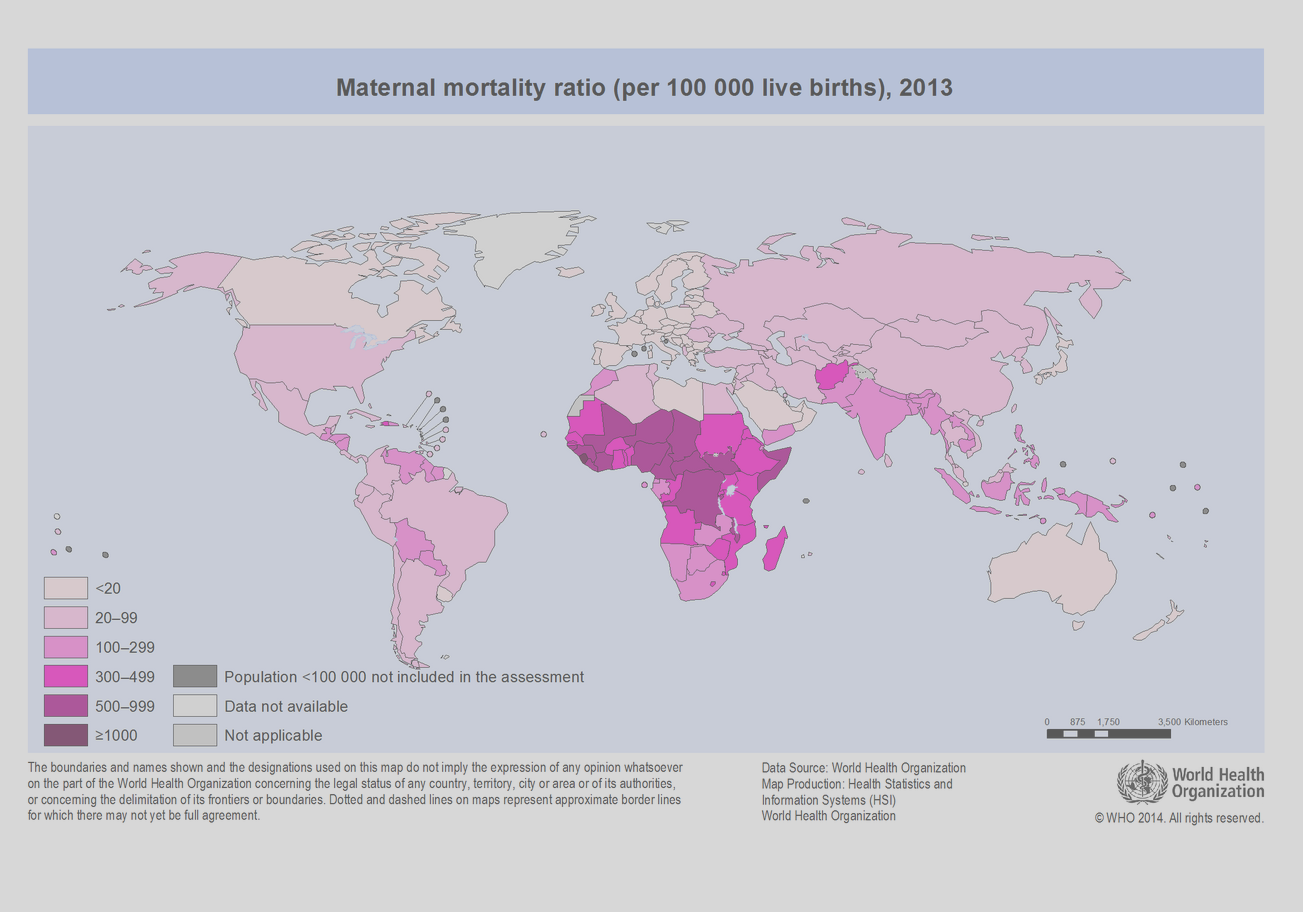 Maternal mortality ratio (per 100 000 live births), 2013
<20
20–99
100–299
300–499
500–999
≥1000
Population <100 000 not included in the assessment
Data not available
Not applicable
0 875 1,750 3,500 Kilometers
The boundaries and names shown and the designations used on this map do not imply the expression of any opinion whatsoever
on the part of the World Health Organization concerning the legal status of any country, territory, city or area or of its authorities,
or concerning the delimitation of its frontiers or boundaries. Dotted and dashed lines on maps represent approximate border lines
for which there may not yet be full agreement.
Data Source: World Health Organization
Map Production: Health Statistics and
Information Systems (HSI)
World Health Organization
World Health
Organization
© WHO 2014. All rights reserved.